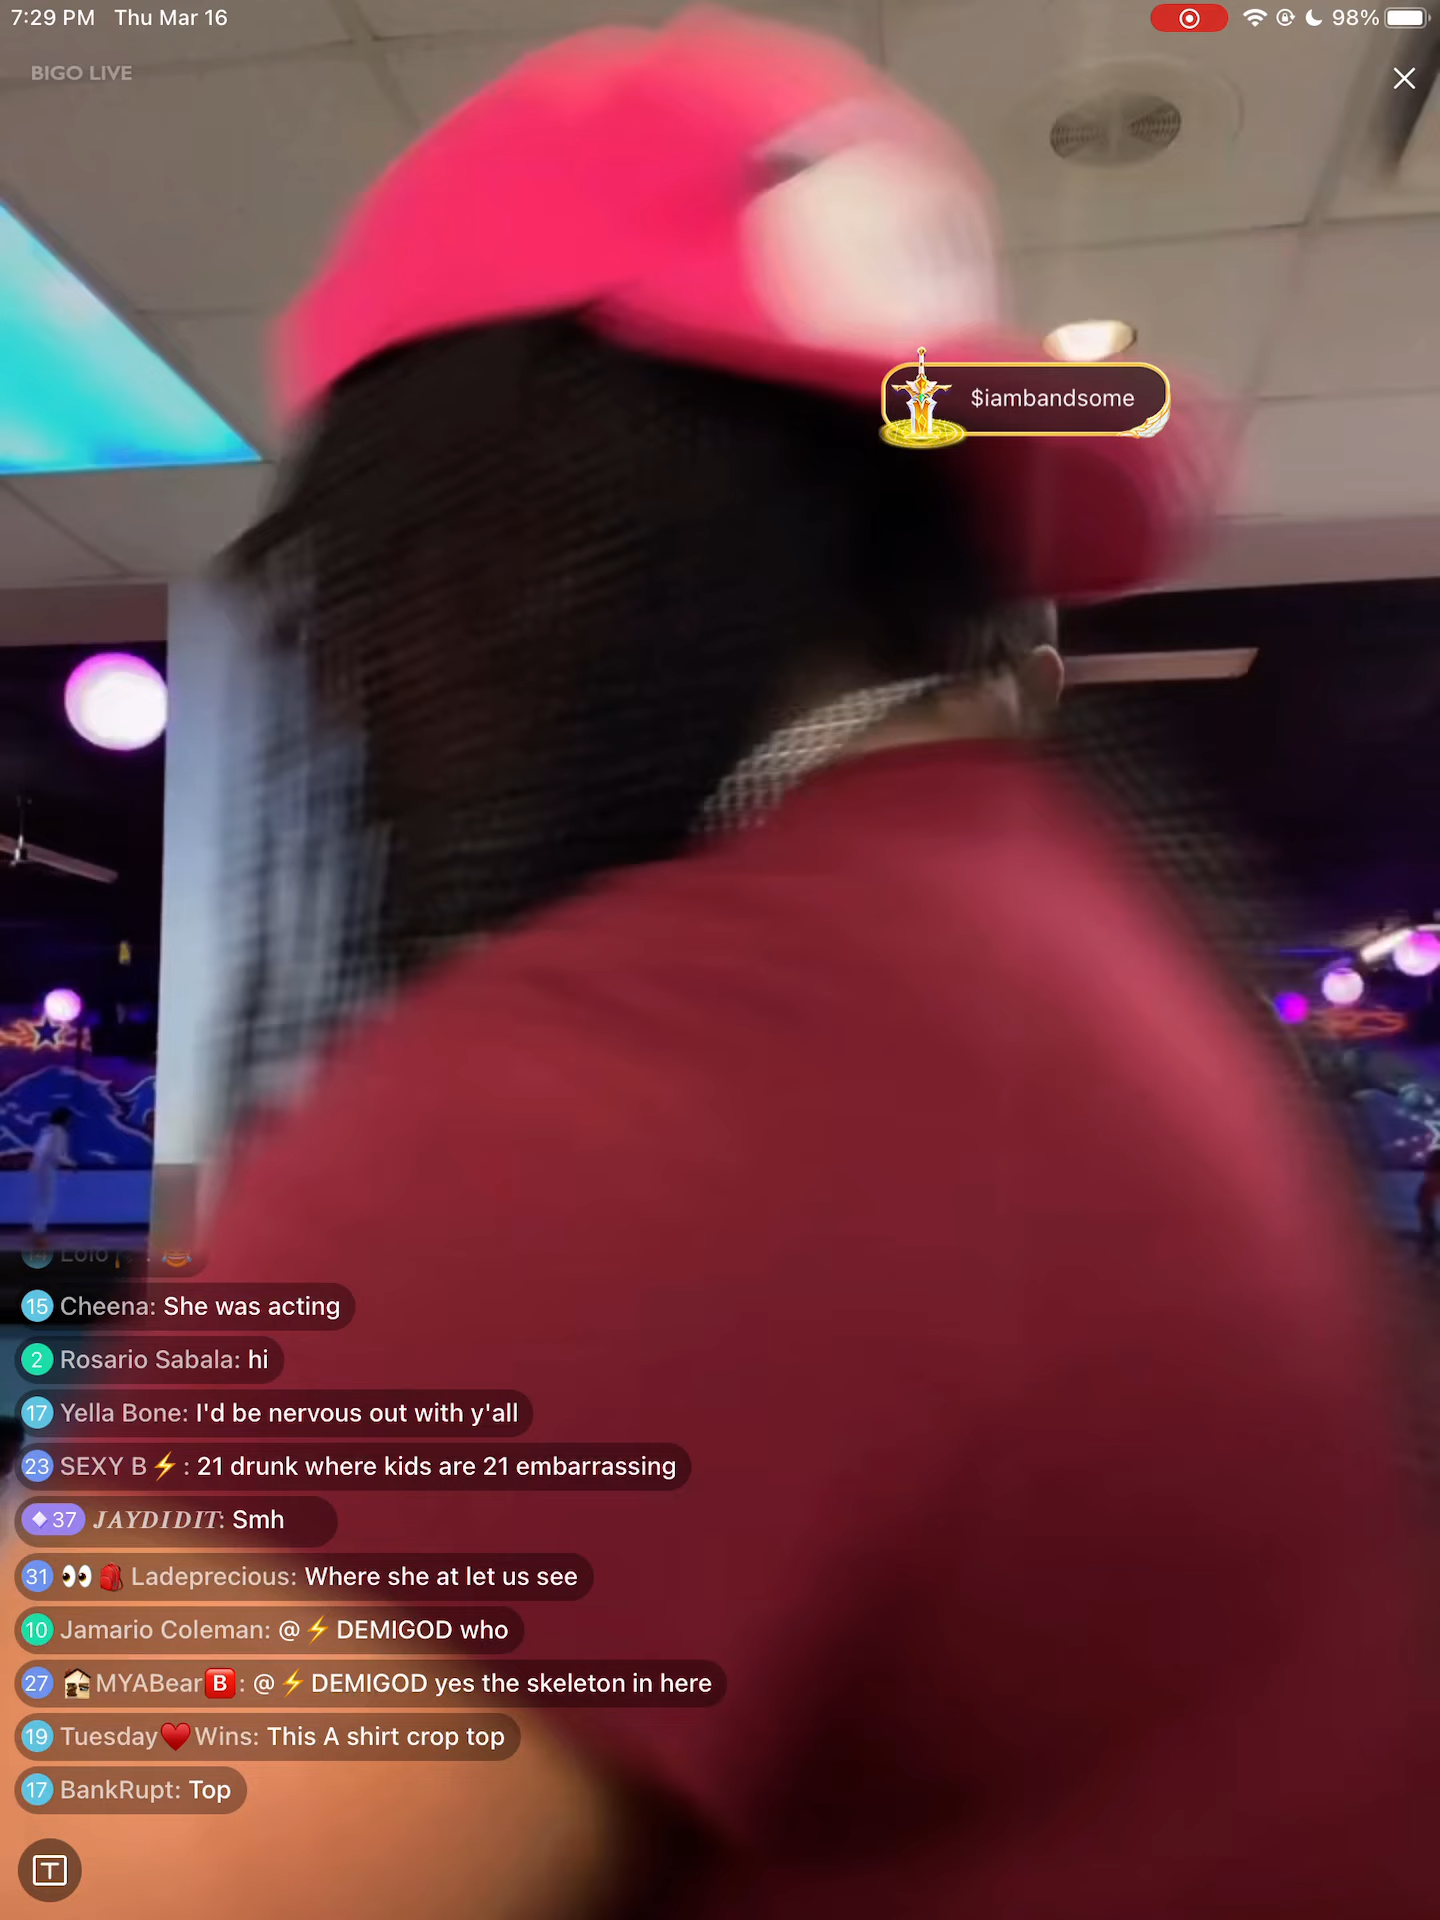 7:29 PM Thu Mar 16
98%
BIGO LIVE
$iambandsome
Lolo : 😂
15 Cheena: She was acting
2 Rosario Sabala: hi
17 Yella Bone: I'd be nervous out with y'all
23 SEXY B⚡: 21 drunk where kids are 21 embarrassing
37 JAYDIDIT: Smh
31 👀🎒Ladeprecious: Where she at let us see
10 Jamario Coleman: @⚡DEMIGOD who
27 MYABear🅱: @⚡DEMIGOD yes the skeleton in here
19 Tuesday❤️Wins: This A shirt crop top
17 BankRupt: Top
T